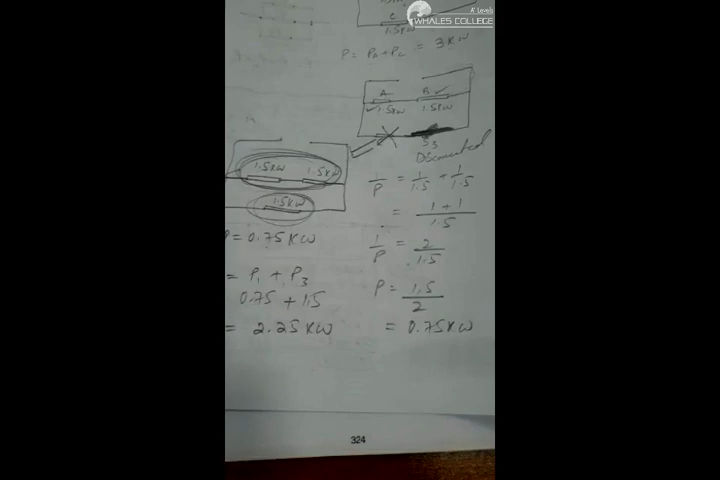 A Levels
WHALES COLLEGE
C
1.5KW
P = PA + PC = 3KW
A B
1.5KW 1.5KW
S3
Disconnected
1.5KW 1.5KW
1.5KW
P = 0.75KW
= P1 + P3
0.75 + 1.5
= 2.25KW
1/P = 1/1.5 + 1/1.5
= 1+1/1.5
1/P = 2/1.5
P = 1.5/2
= 0.75KW
324